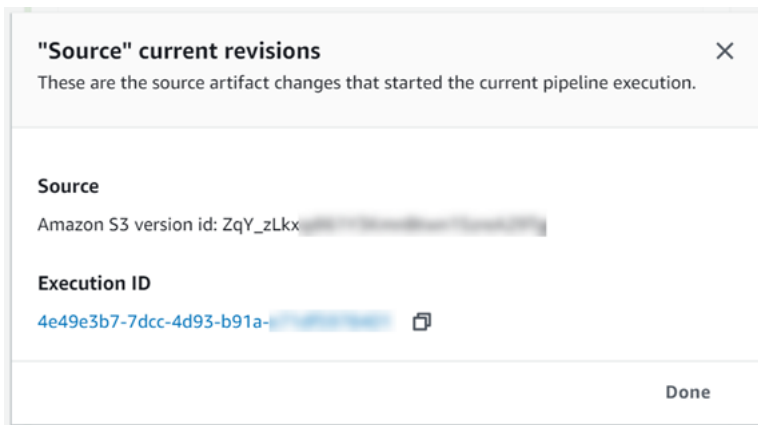 "Source" current revisions
These are the source artifact changes that started the current pipeline execution.
Source
Amazon S3 version id: ZqY_zLkx
Execution ID
4e49e3b7-7dcc-4d93-b91a-
Done